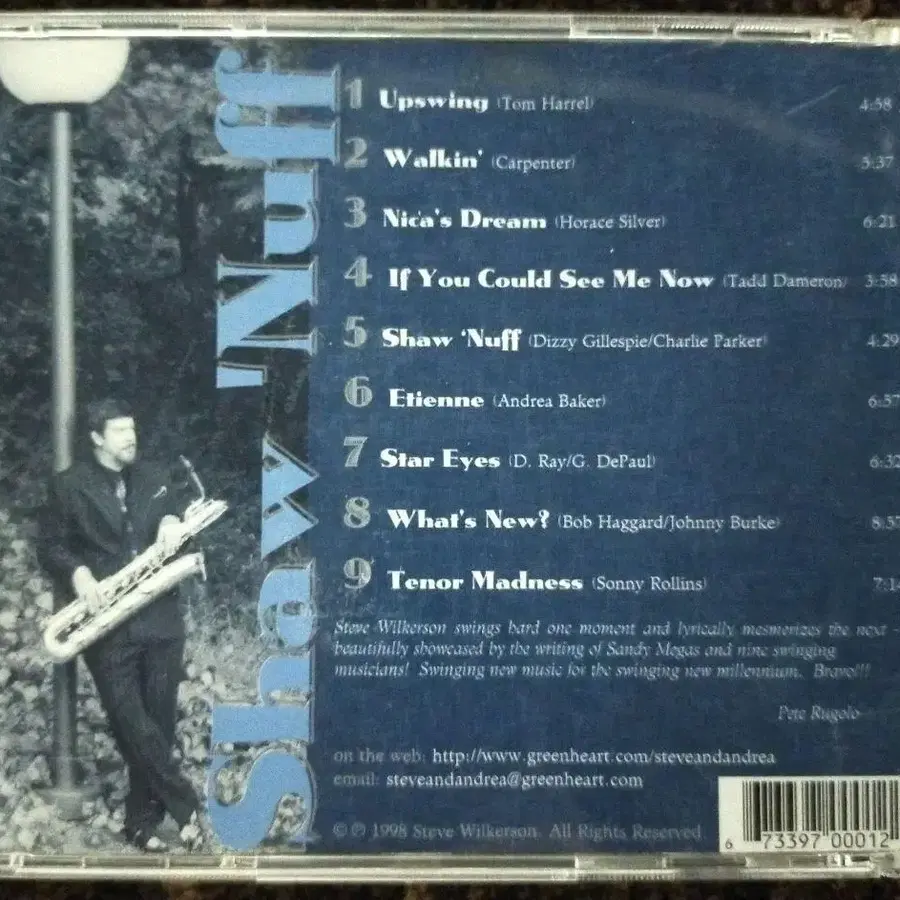 Shaw 'Nuff
1 Upswing (Tom Harrel) 4:58
2 Walkin' (Carpenter) 5:37
3 Nica's Dream (Horace Silver) 6:21
4 If You Could See Me Now (Tadd Dameron) 3:58
5 Shaw 'Nuff (Dizzy Gillespie/Charlie Parker) 4:29
6 Etienne (Andrea Baker) 6:57
7 Star Eyes (D. Ray/G. DePaul) 6:32
8 What's New? (Bob Haggard/Johnny Burke) 8:57
9 Tenor Madness (Sonny Rollins) 7:14
Steve Wilkerson swings hard one moment and lyrically mesmerizes the next -
beautifully showcased by the writing of Sandy Megas and nine swinging
musicians! Swinging new music for the swinging new millennium. Bravo!!!
Pete Rugolo
on the web: http://www.greenheart.com/steveandandrea
email: steveandandrea@greenheart.com
© ℗ 1998 Steve Wilkerson. All Rights Reserved.
6 73397 00012